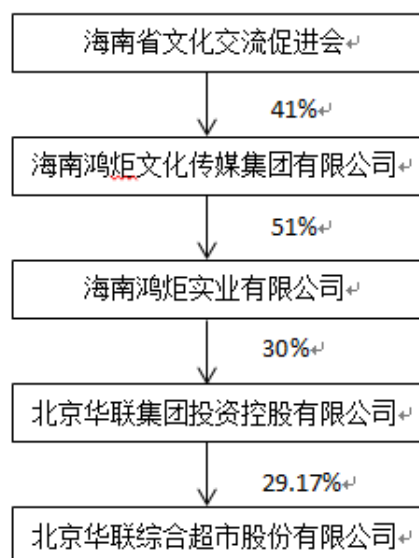 海南省文化交流促进会
41%
海南鸿炬文化传媒集团有限公司
51%
海南鸿炬实业有限公司
30%
北京华联集团投资控股有限公司
29.17%
北京华联综合超市股份有限公司